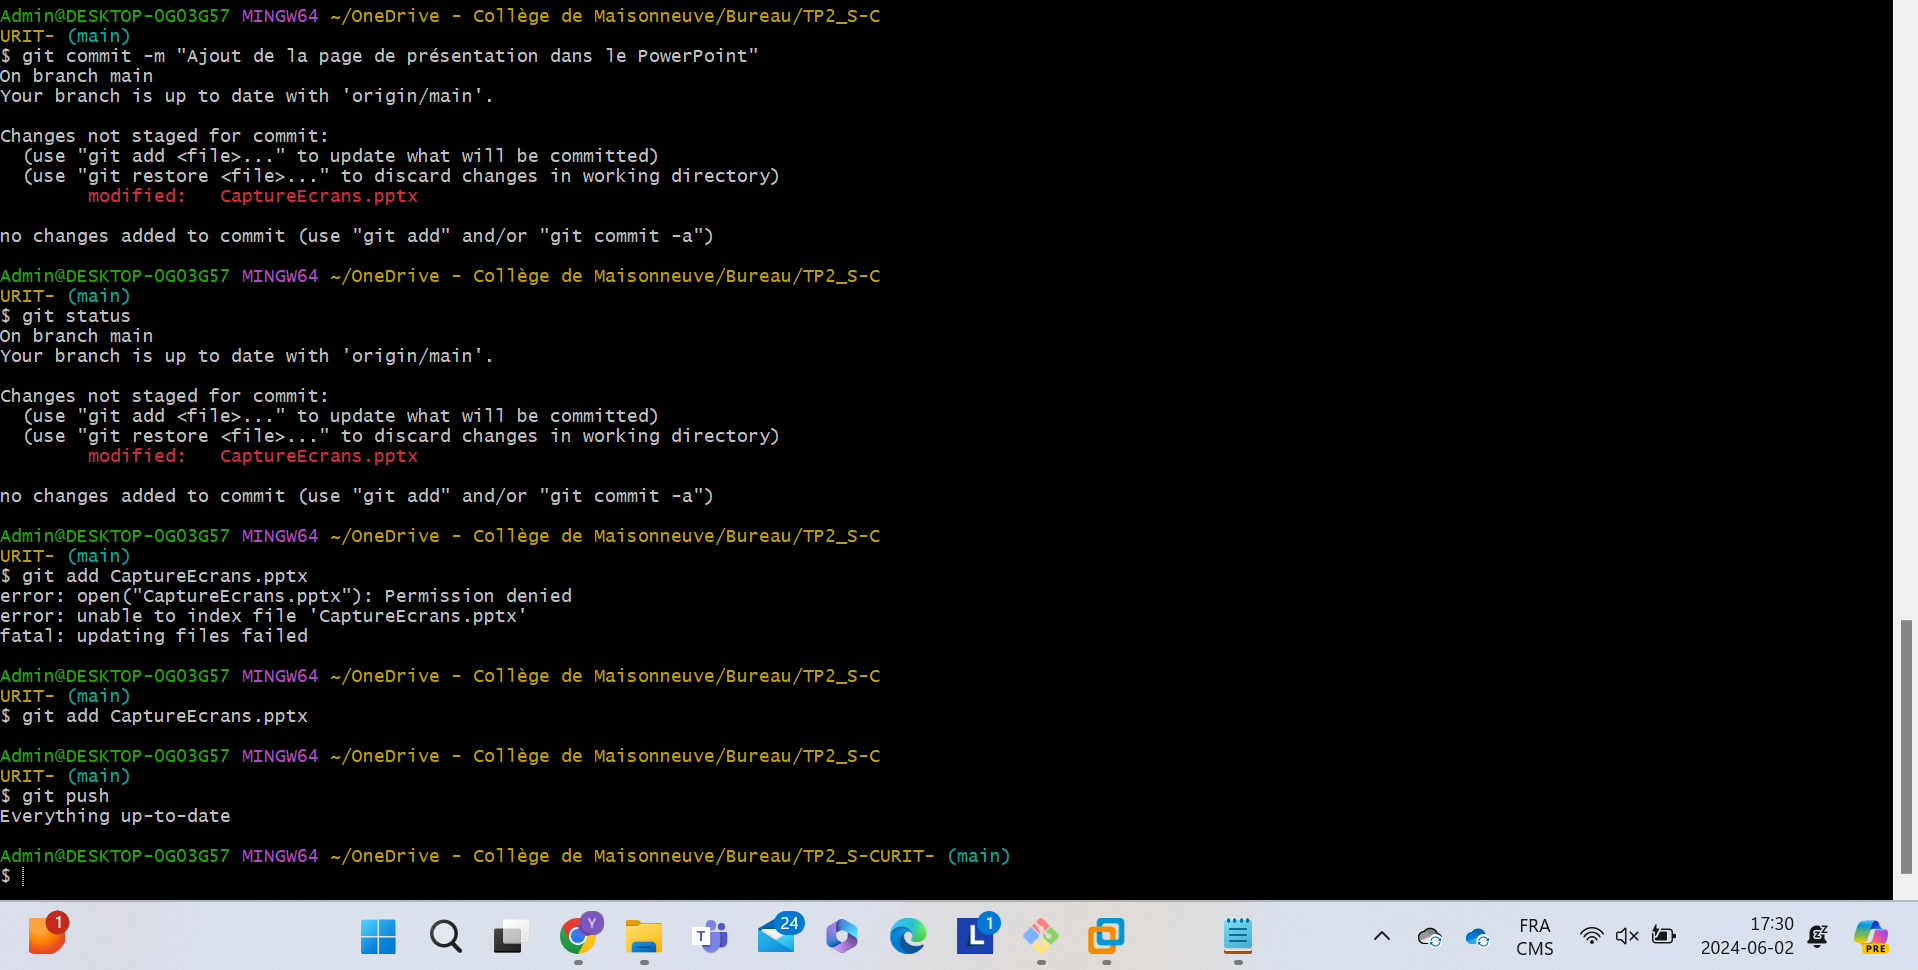 Admin@DESKTOP-0G03G57 MINGW64 ~/OneDrive - Collège de Maisonneuve/Bureau/TP2_S-C
URIT- (main)
$ git commit -m "Ajout de la page de présentation dans le PowerPoint"
On branch main
Your branch is up to date with 'origin/main'.

Changes not staged for commit:
  (use "git add <file>..." to update what will be committed)
  (use "git restore <file>..." to discard changes in working directory)
        modified:   CaptureEcrans.pptx

no changes added to commit (use "git add" and/or "git commit -a")

Admin@DESKTOP-0G03G57 MINGW64 ~/OneDrive - Collège de Maisonneuve/Bureau/TP2_S-C
URIT- (main)
$ git status
On branch main
Your branch is up to date with 'origin/main'.

Changes not staged for commit:
  (use "git add <file>..." to update what will be committed)
  (use "git restore <file>..." to discard changes in working directory)
        modified:   CaptureEcrans.pptx

no changes added to commit (use "git add" and/or "git commit -a")

Admin@DESKTOP-0G03G57 MINGW64 ~/OneDrive - Collège de Maisonneuve/Bureau/TP2_S-C
URIT- (main)
$ git add CaptureEcrans.pptx
error: open("CaptureEcrans.pptx"): Permission denied
error: unable to index file 'CaptureEcrans.pptx'
fatal: updating files failed

Admin@DESKTOP-0G03G57 MINGW64 ~/OneDrive - Collège de Maisonneuve/Bureau/TP2_S-C
URIT- (main)
$ git add CaptureEcrans.pptx

Admin@DESKTOP-0G03G57 MINGW64 ~/OneDrive - Collège de Maisonneuve/Bureau/TP2_S-C
URIT- (main)
$ git push
Everything up-to-date

Admin@DESKTOP-0G03G57 MINGW64 ~/OneDrive - Collège de Maisonneuve/Bureau/TP2_S-CURIT- (main)
$
1
Y
T
24
L
1
FRA
CMS
17:30
2024-06-02
zZ
PRE